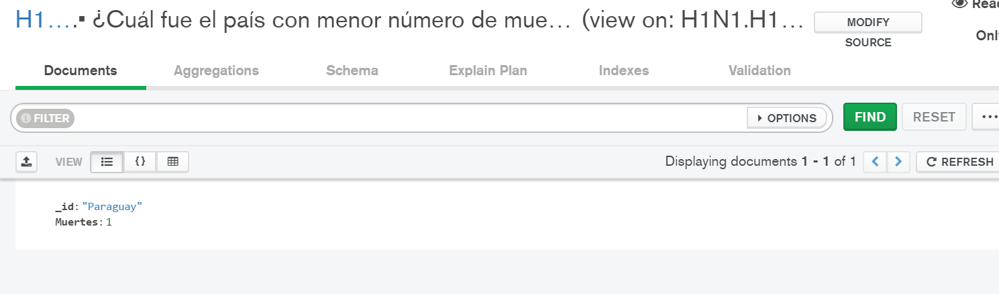 H1....▪ ¿Cuál fue el país con menor número de mue... (view on: H1N1.H1...
MODIFY
SOURCE
Documents Aggregations Schema Explain Plan Indexes Validation
FILTER OPTIONS FIND RESET ...
VIEW {} Displaying documents 1 - 1 of 1 < > REFRESH
_id: "Paraguay"
Muertes: 1